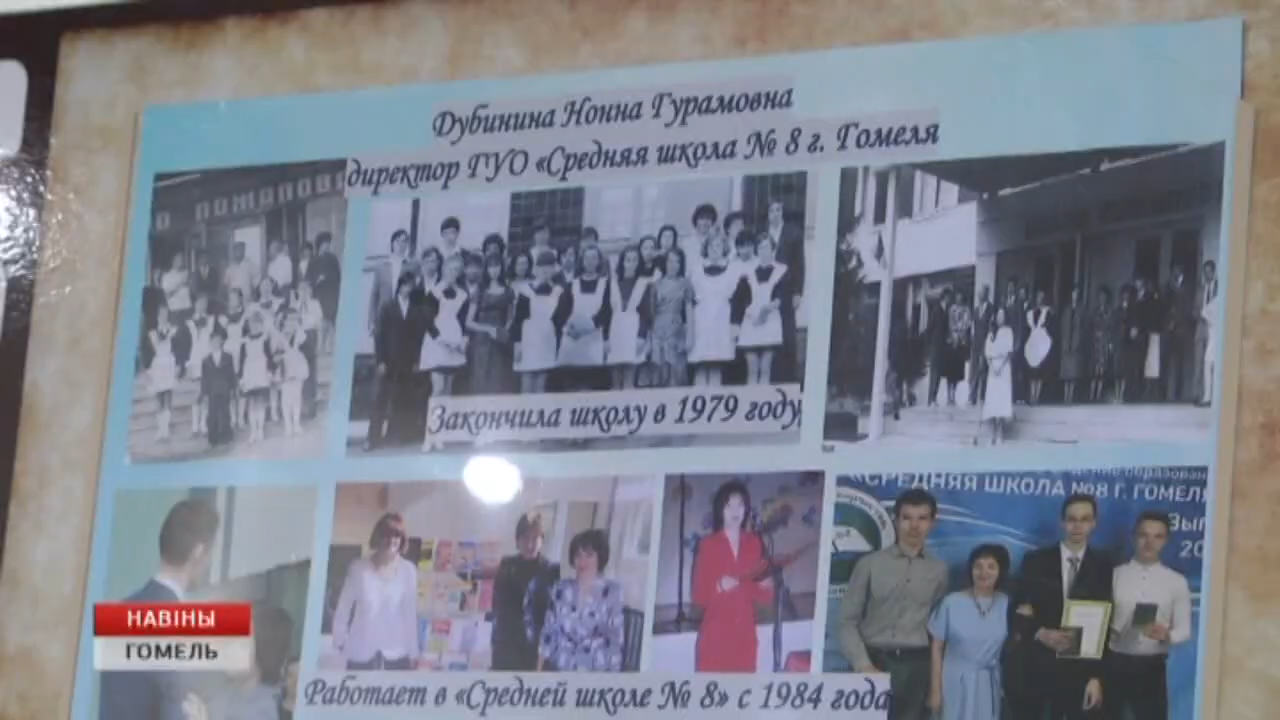 Дубинина Нонна Гурамовна
директор ГУО «Средняя школа № 8 г. Гомеля
Закончила школу в 1979 году
«СРЕДНЯЯ ШКОЛА №8 Г. ГОМЕЛЯ
НАВІНЫ
ГОМЕЛЬ
Работает в «Средней школе № 8» с 1984 года